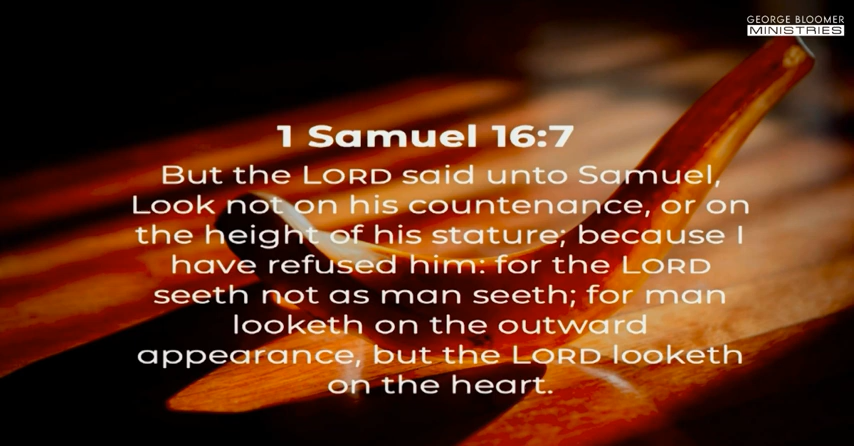 GEORGE BLOOMER
MINISTRIES
1 Samuel 16:7
But the LORD said unto Samuel,
Look not on his countenance, or on
the height of his stature; because I
have refused him: for the LORD
seeth not as man seeth; for man
looketh on the outward
appearance, but the LORD looketh
on the heart.